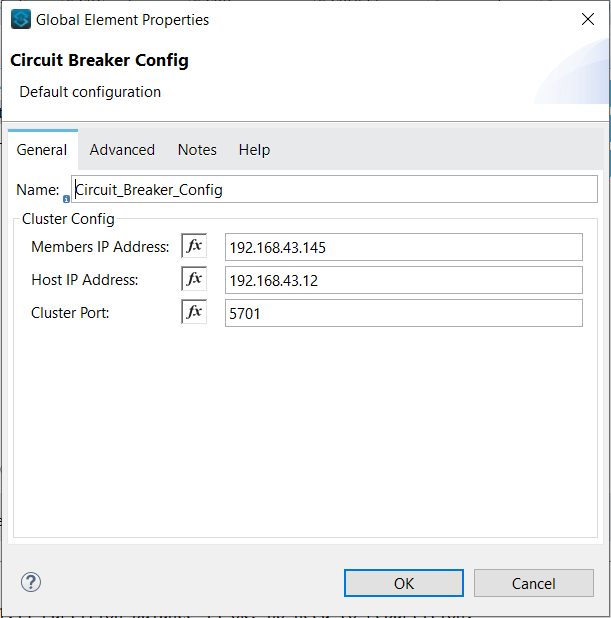 Global Element Properties
Circuit Breaker Config
Default configuration
General Advanced Notes Help
Name: Circuit_Breaker_Config
Cluster Config
Members IP Address: fx 192.168.43.145
Host IP Address: fx 192.168.43.12
Cluster Port: fx 5701
? OK Cancel